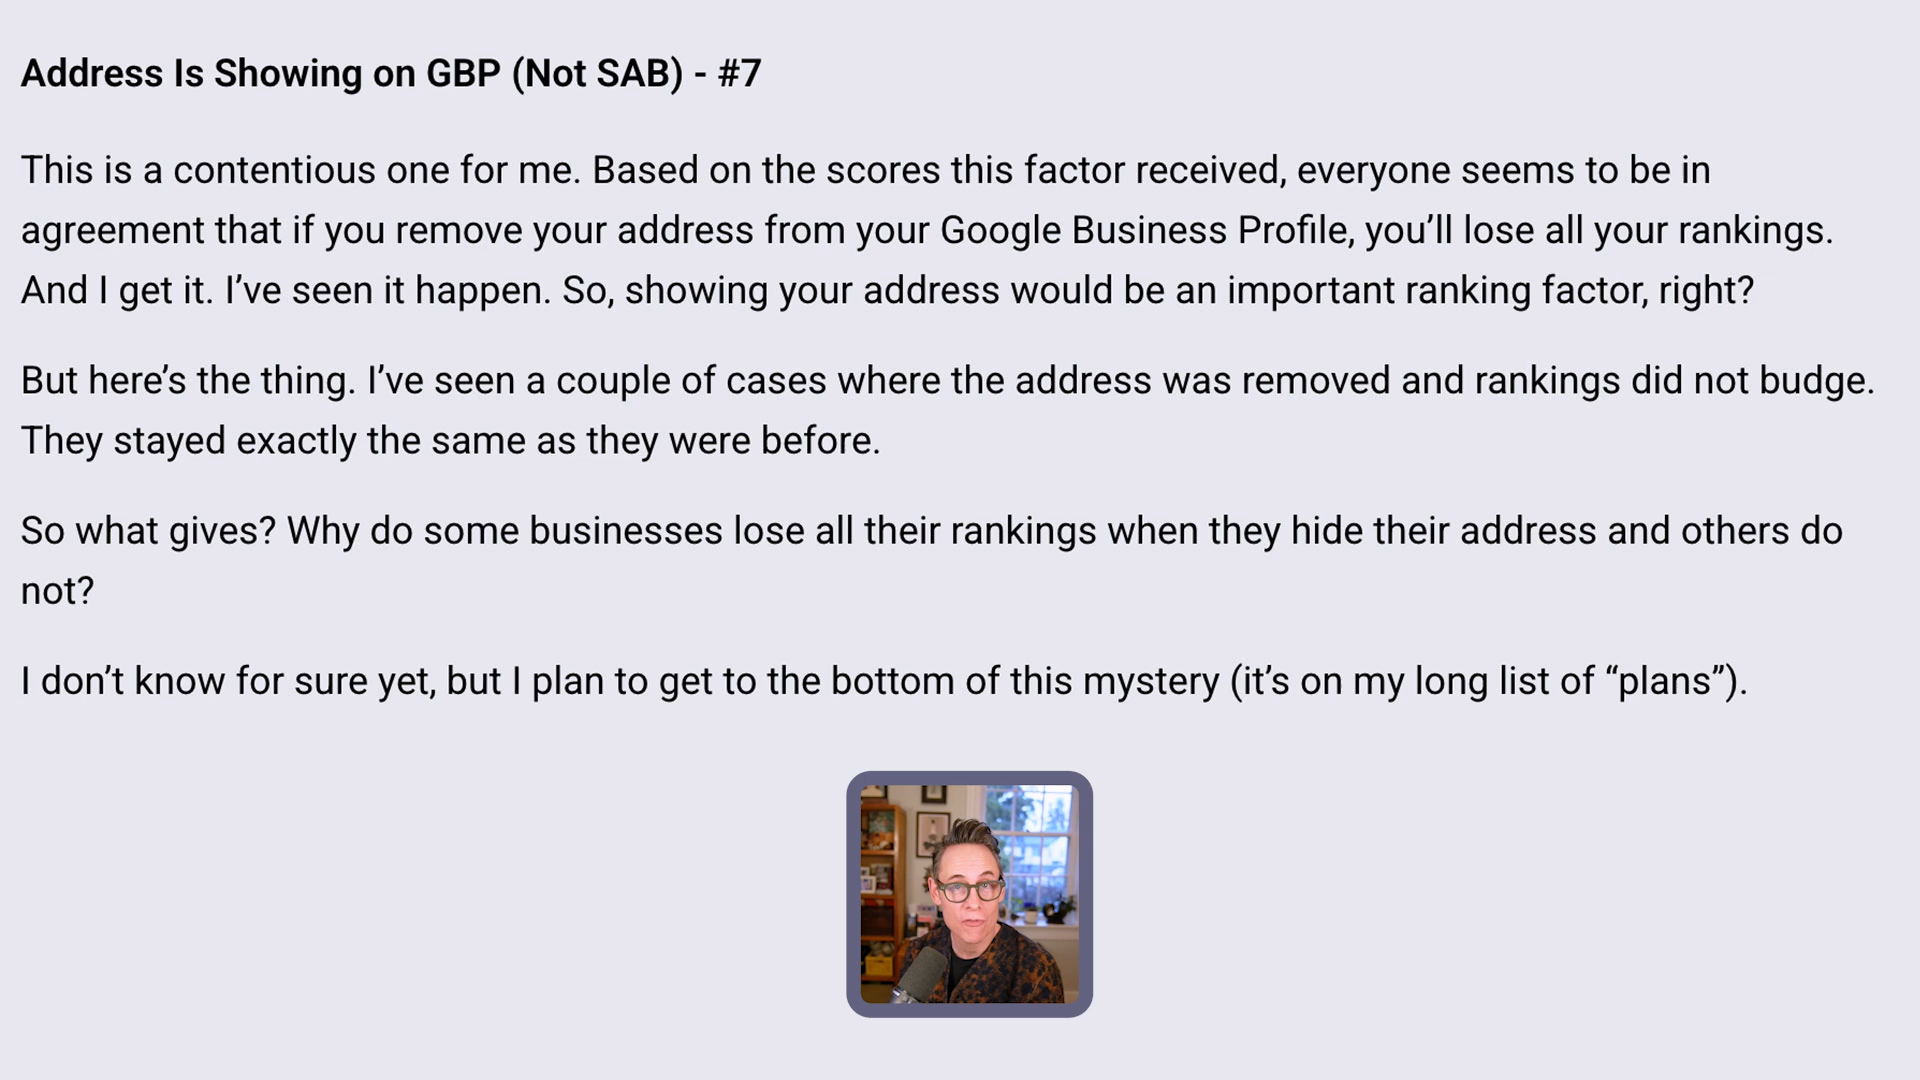 Address Is Showing on GBP (Not SAB) - #7
This is a contentious one for me. Based on the scores this factor received, everyone seems to be in
agreement that if you remove your address from your Google Business Profile, you’ll lose all your rankings.
And I get it. I’ve seen it happen. So, showing your address would be an important ranking factor, right?
But here’s the thing. I’ve seen a couple of cases where the address was removed and rankings did not budge.
They stayed exactly the same as they were before.
So what gives? Why do some businesses lose all their rankings when they hide their address and others do
not?
I don’t know for sure yet, but I plan to get to the bottom of this mystery (it’s on my long list of “plans”).